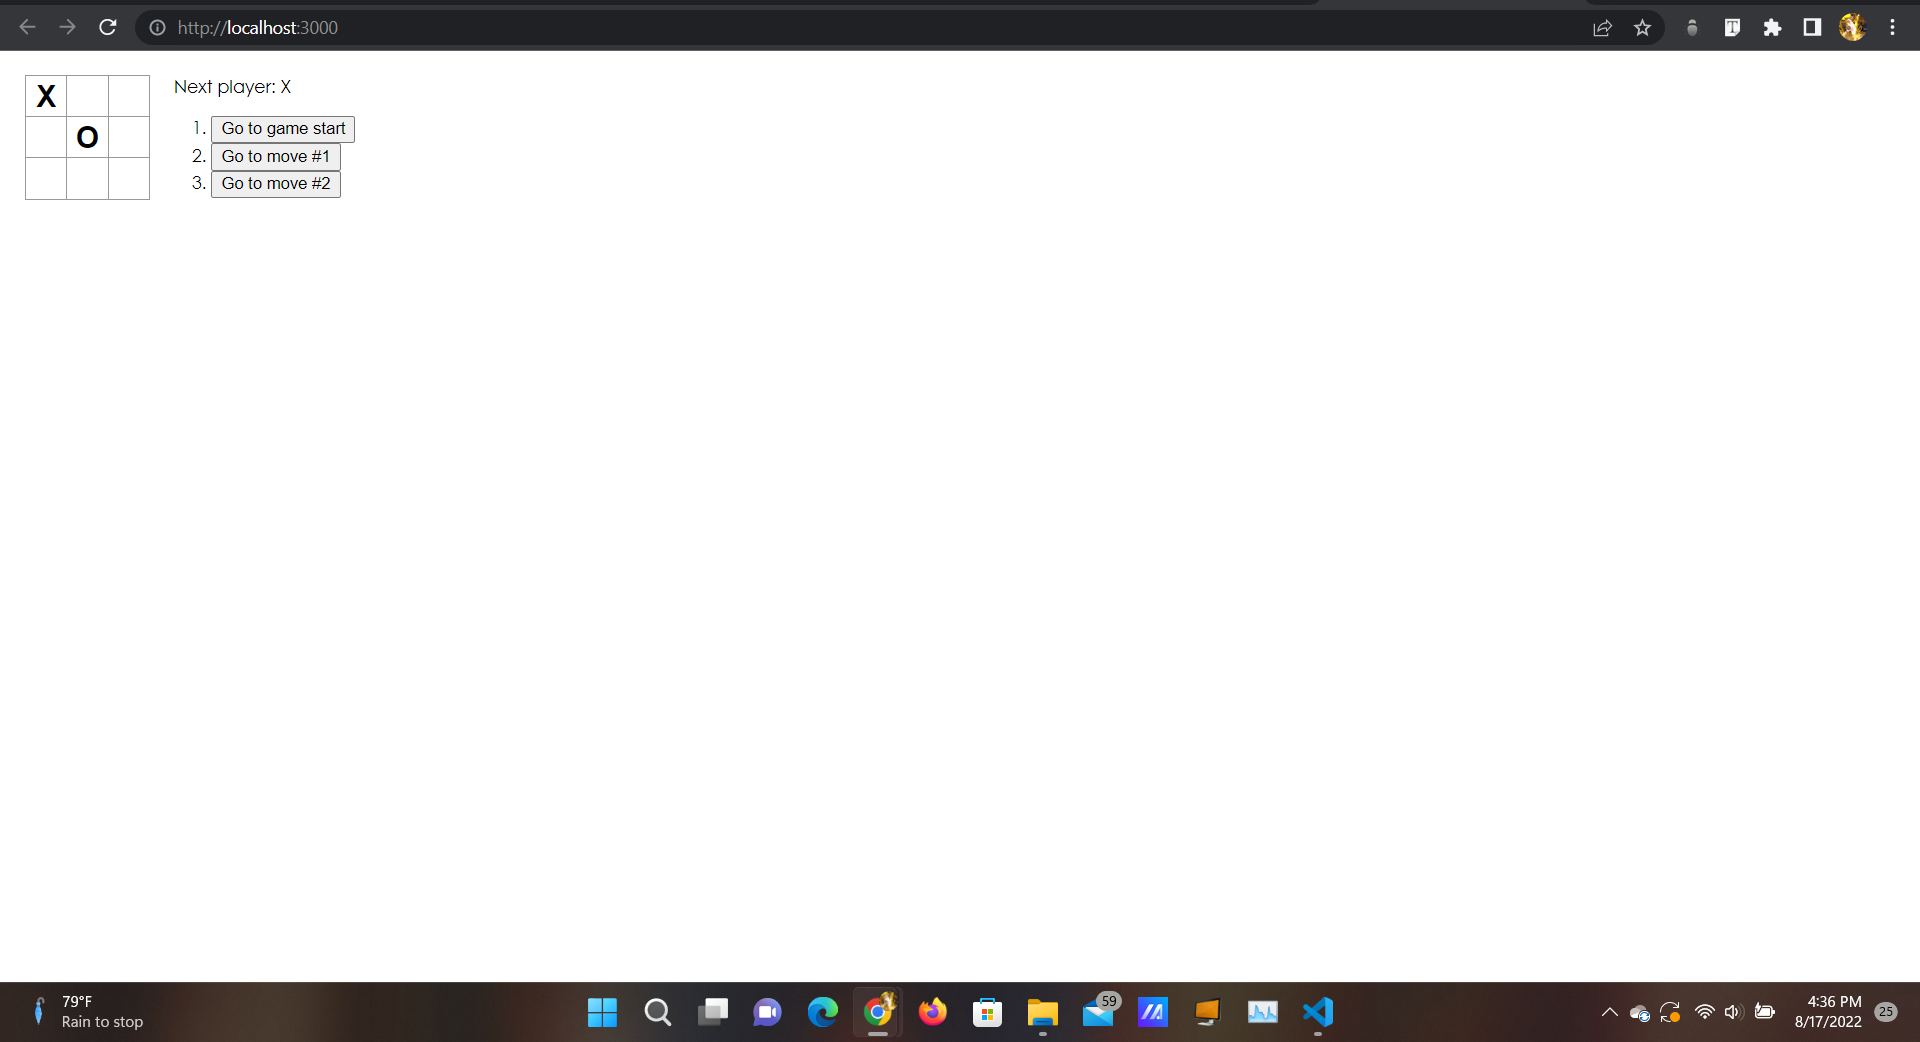 http://localhost:3000
X
O
Next player: X
1. Go to game start
2. Go to move #1
3. Go to move #2
79°F
Rain to stop
59
4:36 PM
8/17/2022
25